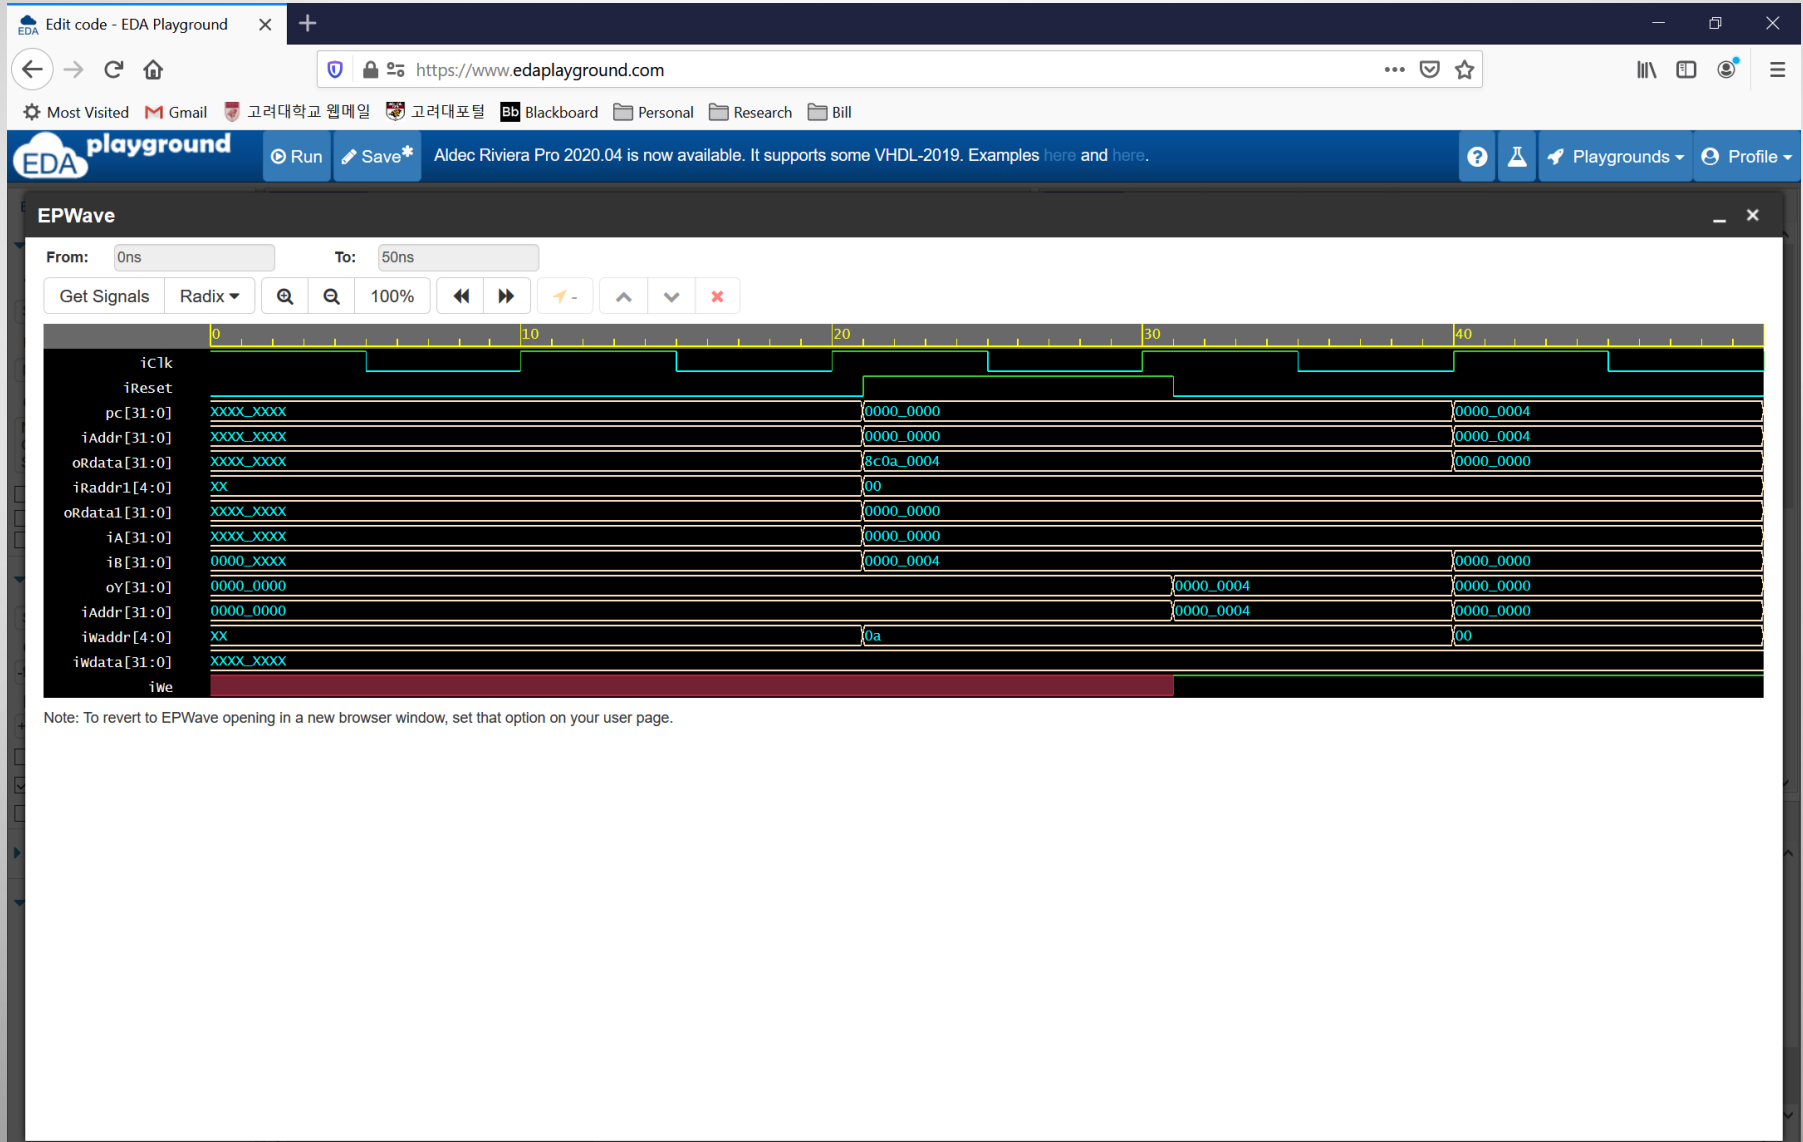 EDA Edit code - EDA Playground
https://www.edaplayground.com
Most Visited Gmail 고려대학교 웹메일 고려대포털 Bb Blackboard Personal Research Bill
EDA playground Run Save* Aldec Riviera Pro 2020.04 is now available. It supports some VHDL-2019. Examples here and here. ? Playgrounds Profile
EPWave
From: 0ns To: 50ns
Get Signals Radix 100% -
0 10 20 30 40
iClk
iReset
pc[31:0] XXXX_XXXX 0000_0000 0000_0004
iAddr[31:0] XXXX_XXXX 0000_0000 0000_0004
oRdata[31:0] XXXX_XXXX 8c0a_0004 0000_0000
iRaddr1[4:0] XX 00
oRdata1[31:0] XXXX_XXXX 0000_0000
iA[31:0] XXXX_XXXX 0000_0000
iB[31:0] 0000_XXXX 0000_0004 0000_0000
oY[31:0] 0000_0000 0000_0004 0000_0000
iAddr[31:0] 0000_0000 0000_0004 0000_0000
iWaddr[4:0] XX 0a 00
iWdata[31:0] XXXX_XXXX
iWe
Note: To revert to EPWave opening in a new browser window, set that option on your user page.